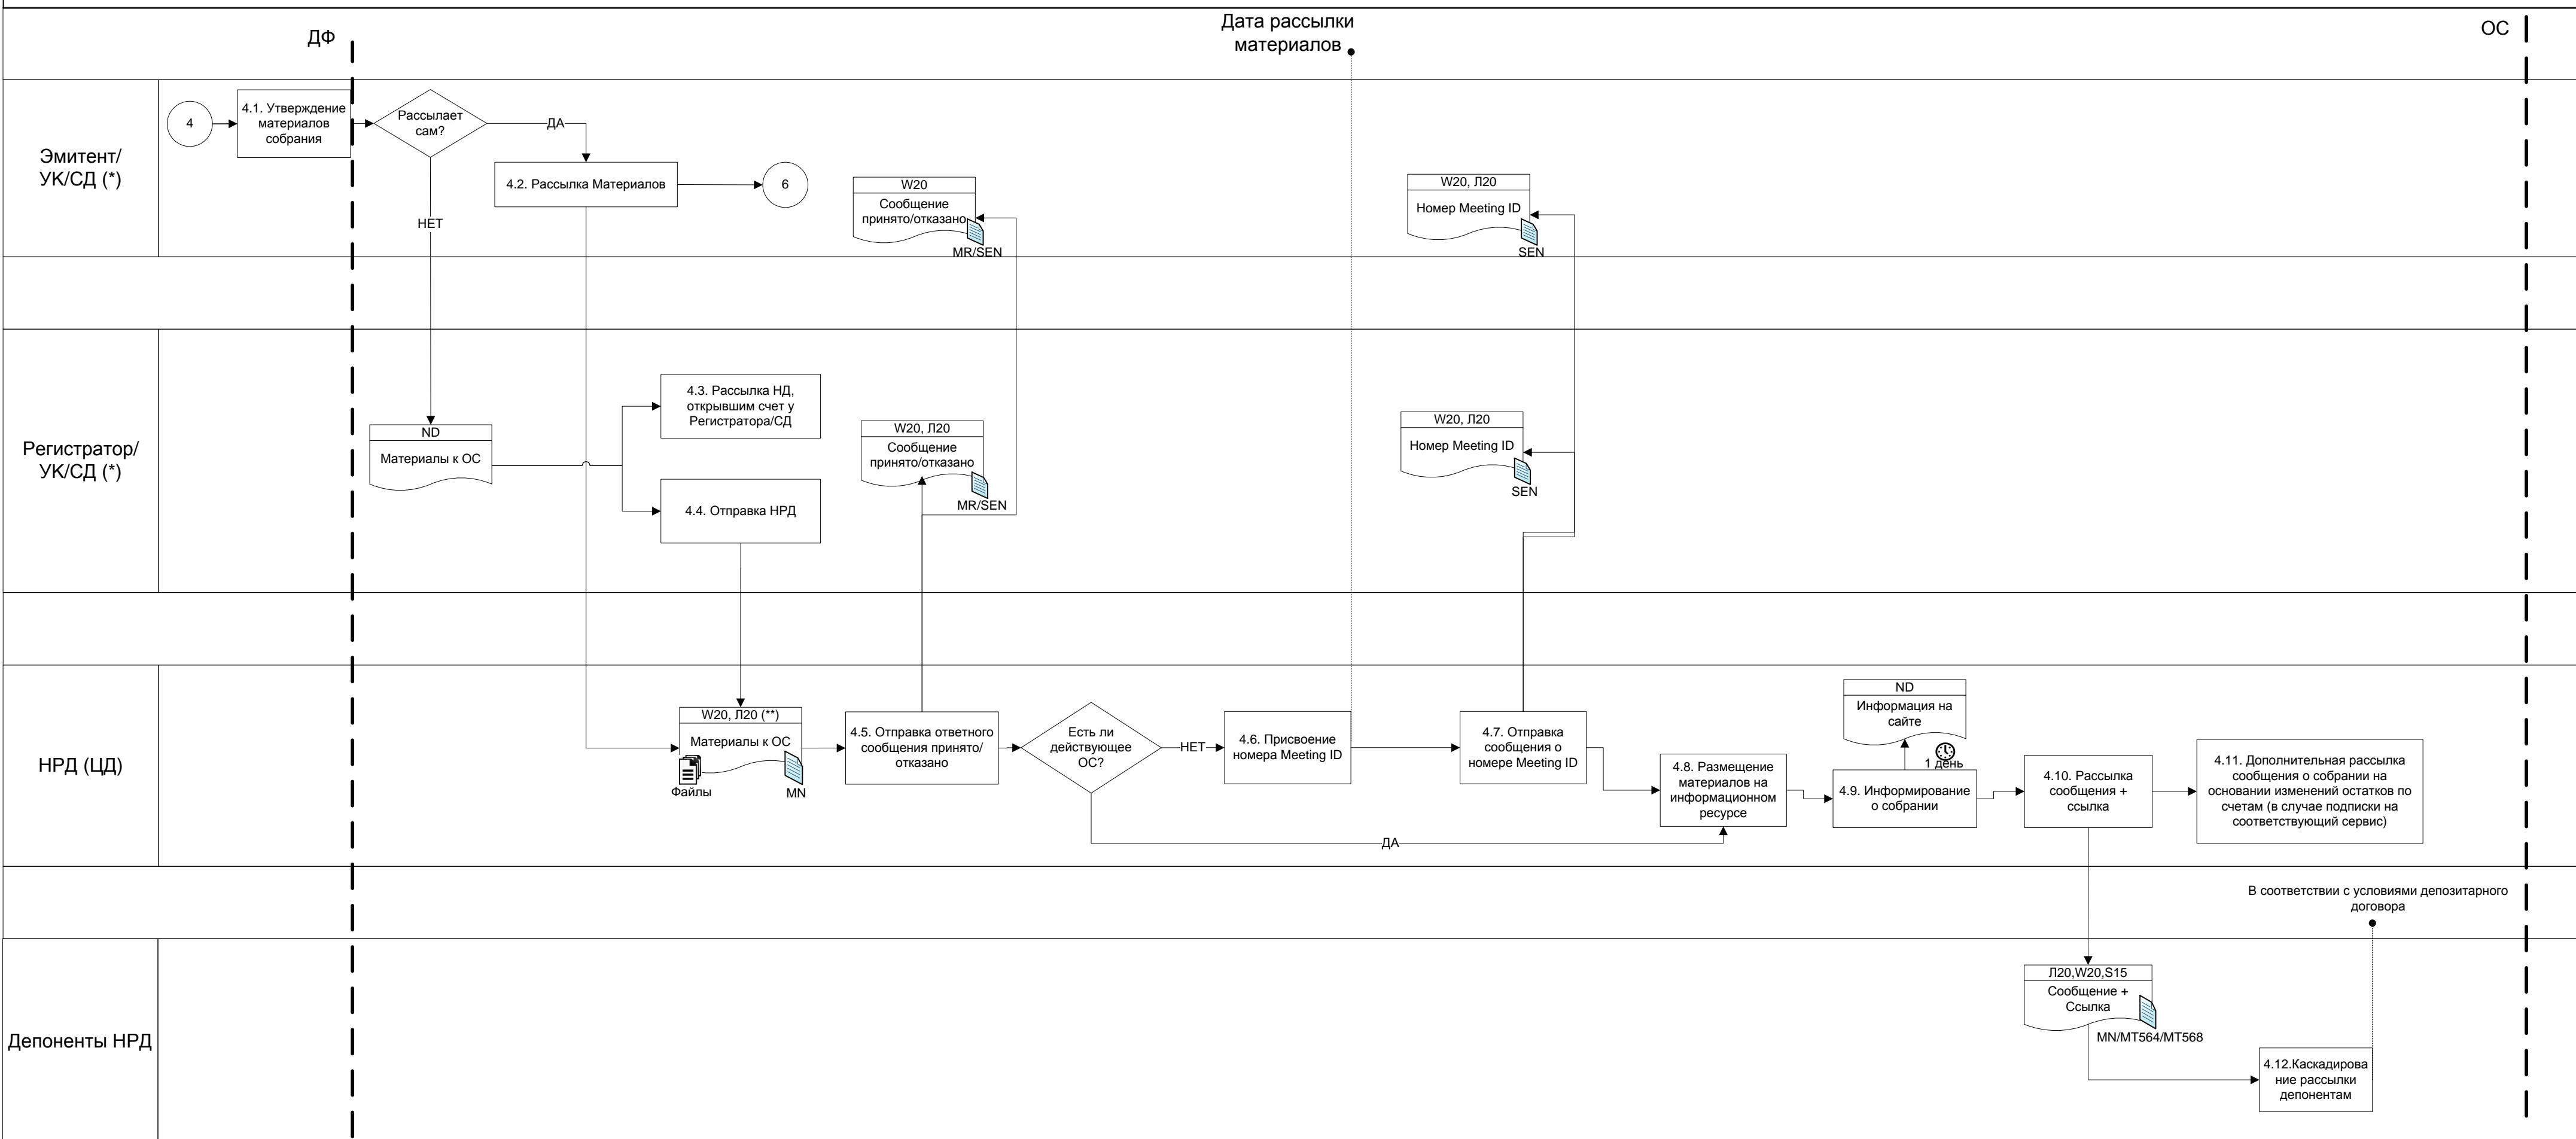 ДФ
Дата рассылки
материалов
ОС
Эмитент/
УК/СД (*)
4
4.1. Утверждение
материалов
собрания
Рассылает
сам?
ДА
НЕТ
4.2. Рассылка Материалов
6
W20
Сообщение
принято/отказано
MR/SEN
W20, Л20
Номер Meeting ID
SEN
Регистратор/
УК/СД (*)
ND
Материалы к ОС
4.3. Рассылка НД,
открывшим счет у
Регистратора/СД
4.4. Отправка НРД
W20, Л20
Сообщение
принято/отказано
MR/SEN
W20, Л20
Номер Meeting ID
SEN
НРД (ЦД)
W20, Л20 (**)
Материалы к ОС
Файлы
MN
4.5. Отправка ответного
сообщения принято/
отказано
Есть ли
действующее
ОС?
НЕТ
ДА
4.6. Присвоение
номера Meeting ID
4.7. Отправка
сообщения о
номере Meeting ID
4.8. Размещение
материалов на
информационном
ресурсе
ND
Информация на
сайте
1 день
4.9. Информирование
о собрании
4.10. Рассылка
сообщения +
ссылка
4.11. Дополнительная рассылка
сообщения о собрании на
основании изменений остатков по
счетам (в случае подписки на
соответствующий сервис)
В соответствии с условиями депозитарного
договора
Депоненты НРД
Л20,W20,S15
Сообщение +
Ссылка
MN/MT564/MT568
4.12.Каскадирова
ние рассылки
депонентам